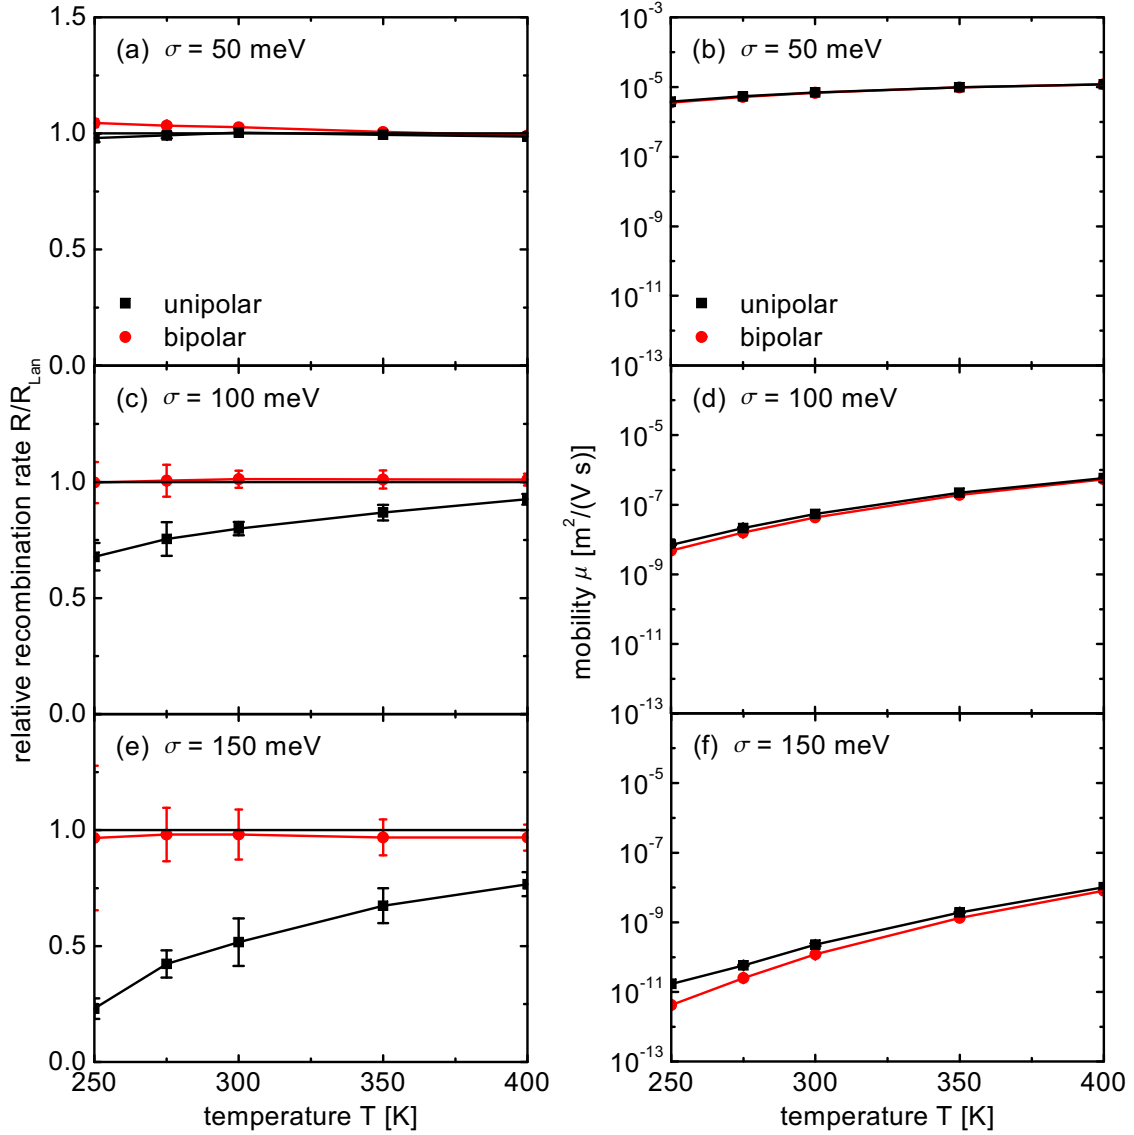 relative recombination rate R/R_Lan
1.5
1.0
0.5
0.0
(a) σ = 50 meV
unipolar
bipolar
1.0
0.5
0.0
(c) σ = 100 meV
1.0
0.5
0.0
(e) σ = 150 meV
250 300 350 400
temperature T [K]
mobility μ [m²/(V s)]
10⁻³
10⁻⁵
10⁻⁷
10⁻⁹
10⁻¹¹
10⁻¹³
(b) σ = 50 meV
unipolar
bipolar
10⁻⁵
10⁻⁷
10⁻⁹
10⁻¹¹
10⁻¹³
(d) σ = 100 meV
10⁻⁵
10⁻⁷
10⁻⁹
10⁻¹¹
10⁻¹³
(f) σ = 150 meV
250 300 350 400
temperature T [K]